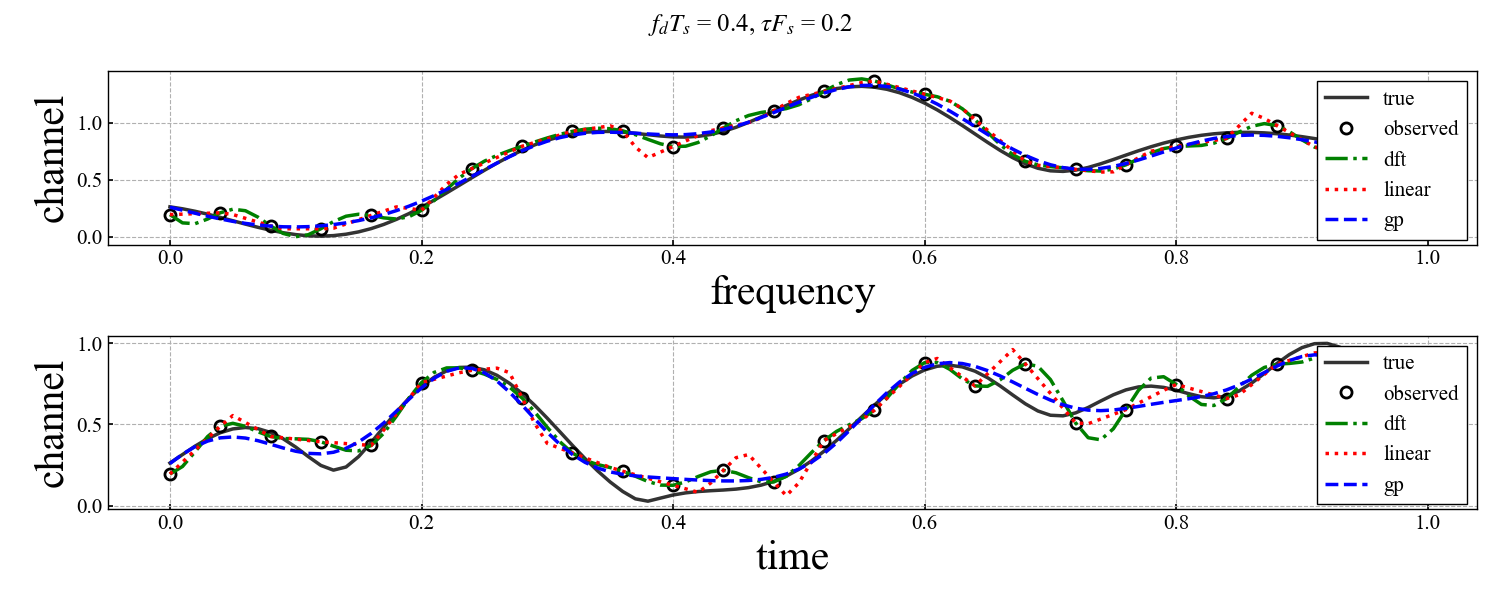 f_dT_s = 0.4, τF_s = 0.2
channel
1.0
0.5
0.0
0.0 0.2 0.4 0.6 0.8 1.0
frequency
true
observed
dft
linear
gp
channel
1.0
0.5
0.0
0.0 0.2 0.4 0.6 0.8 1.0
time
true
observed
dft
linear
gp